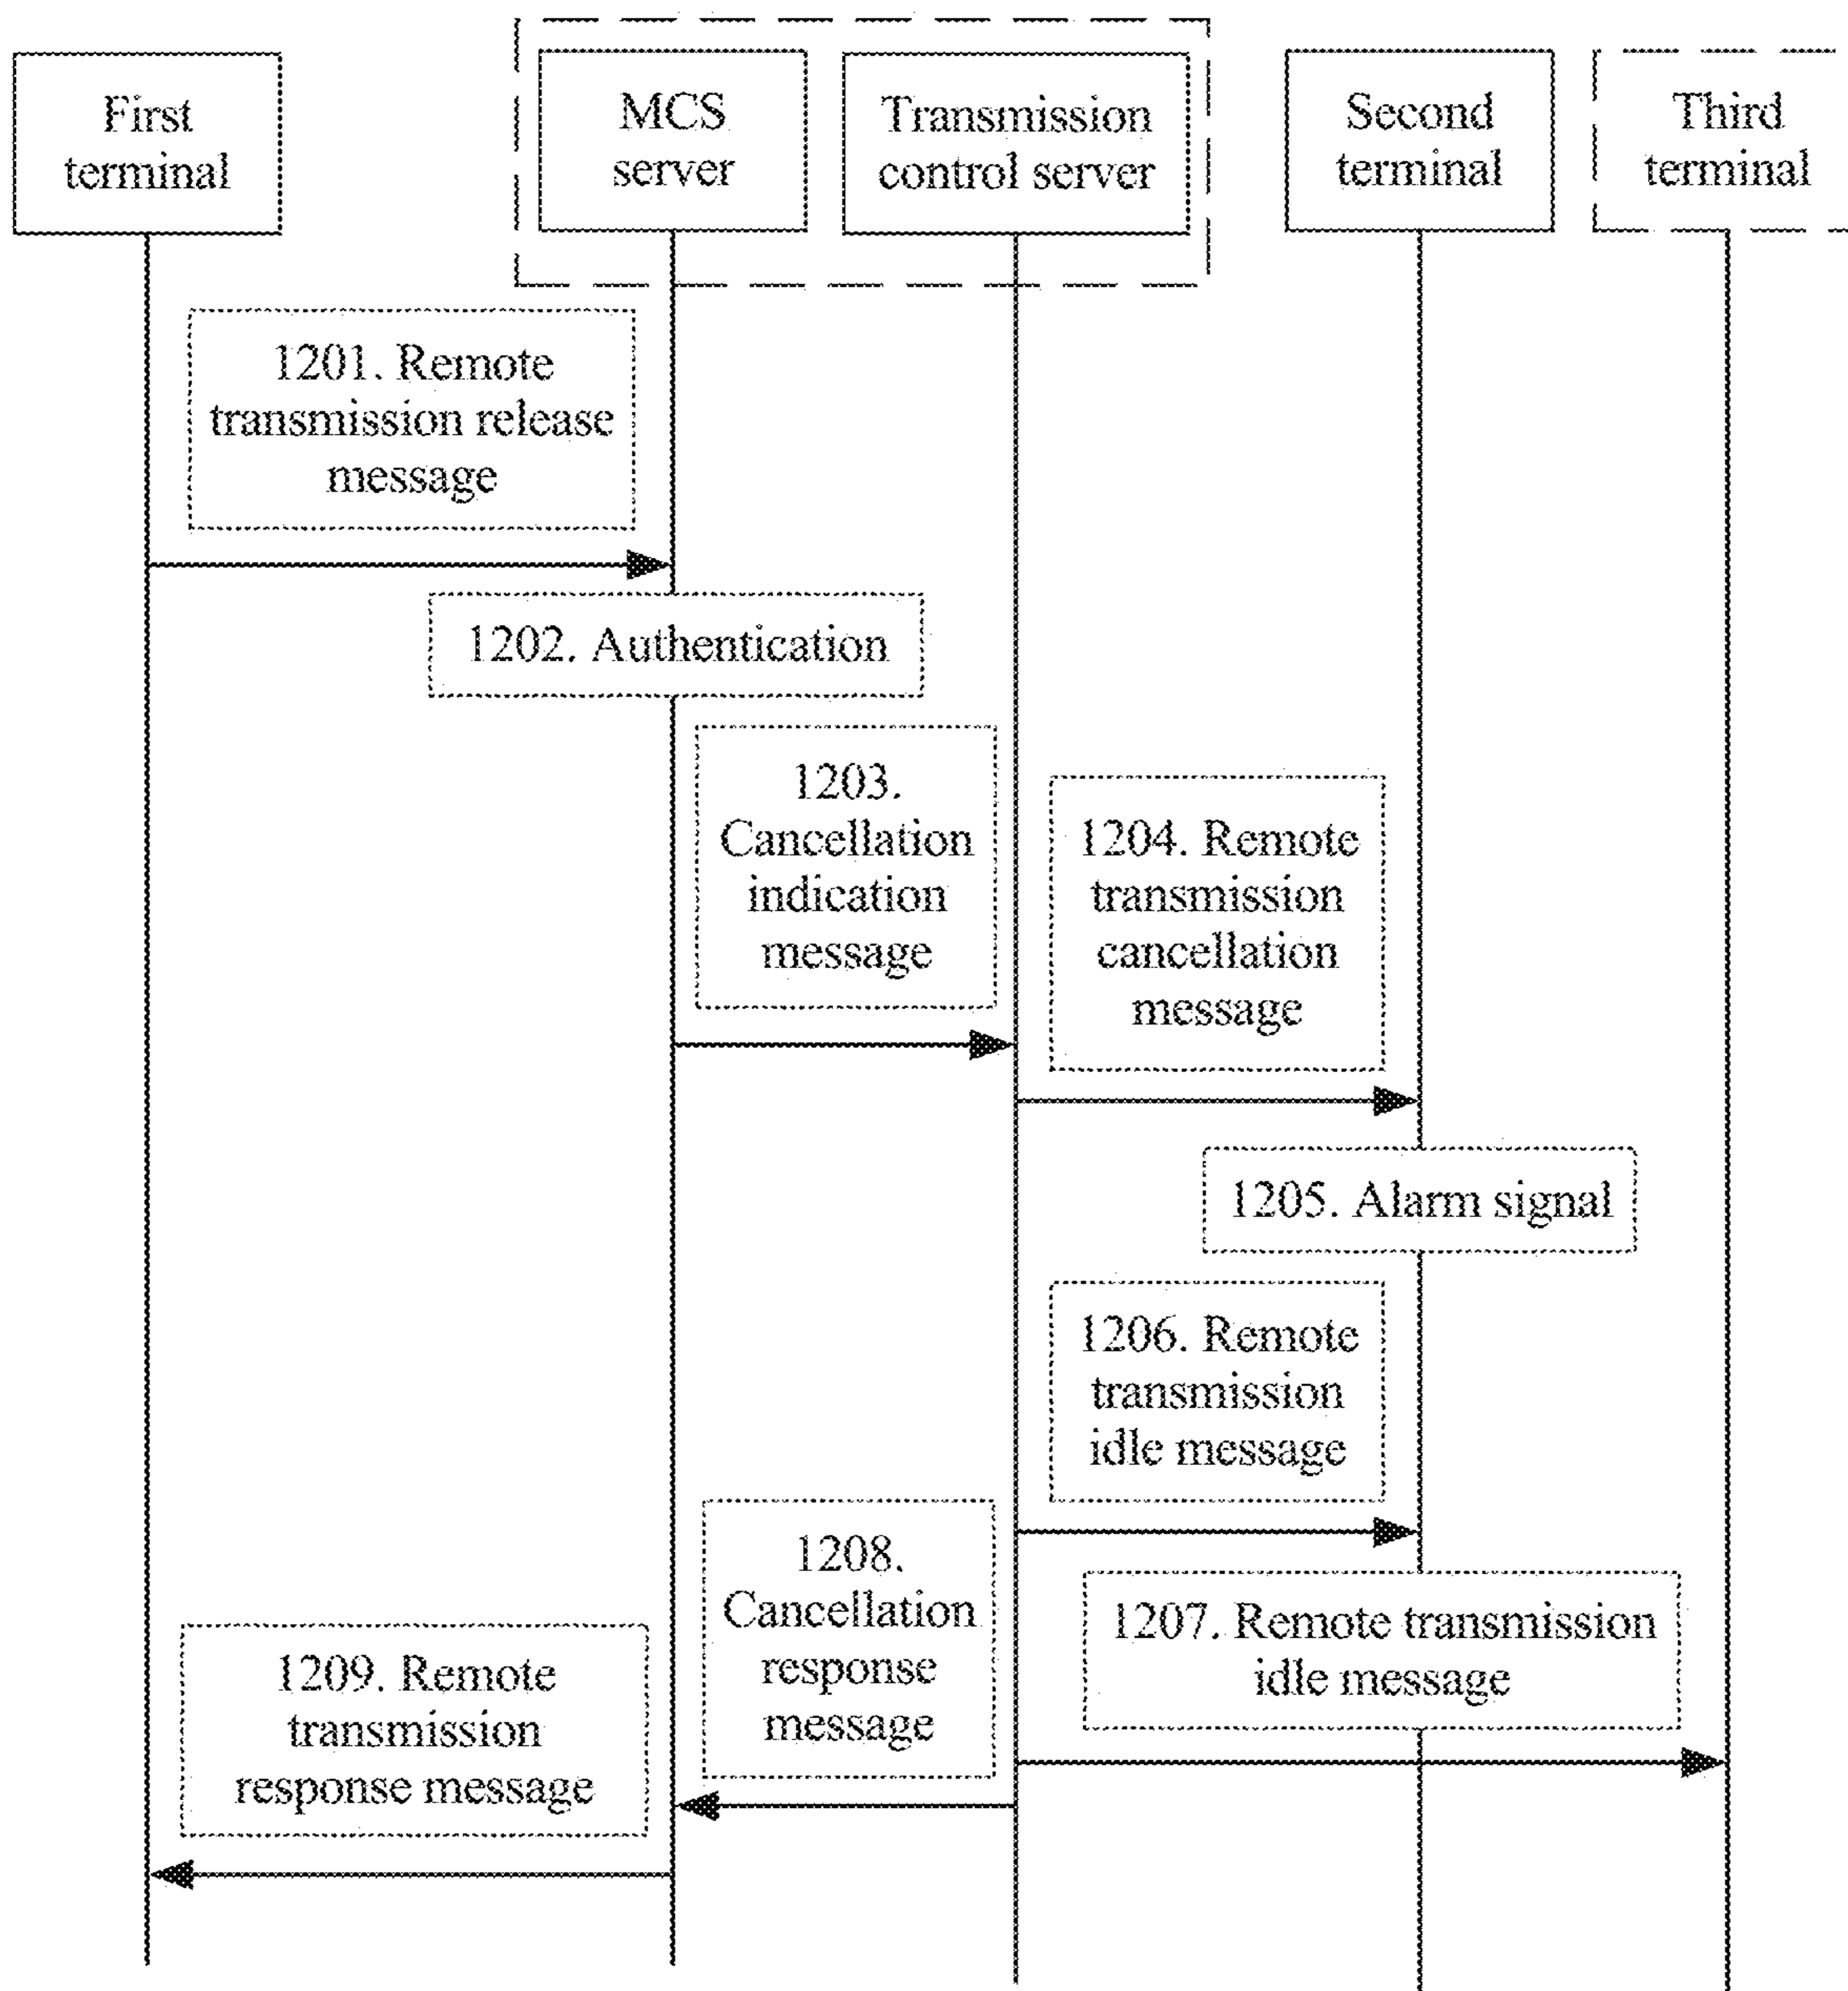 First
terminal
MCS
server
Transmission
control server
Second
terminal
Third
terminal
1201. Remote
transmission release
message
1202. Authentication
1203.
Cancellation
indication
message
1204. Remote
transmission
cancellation
message
1205. Alarm signal
1206. Remote
transmission
idle message
1207. Remote transmission
idle message
1208.
Cancellation
response
message
1209. Remote
transmission
response message